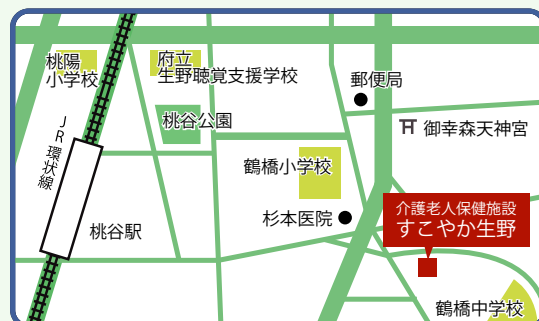 桃陽
小学校
府立
生野聴覚支援学校
郵便局
桃谷公園
御幸森天神宮
JR環状線
鶴橋小学校
介護老人保健施設
すこやか生野
杉本医院
桃谷駅
鶴橋中学校